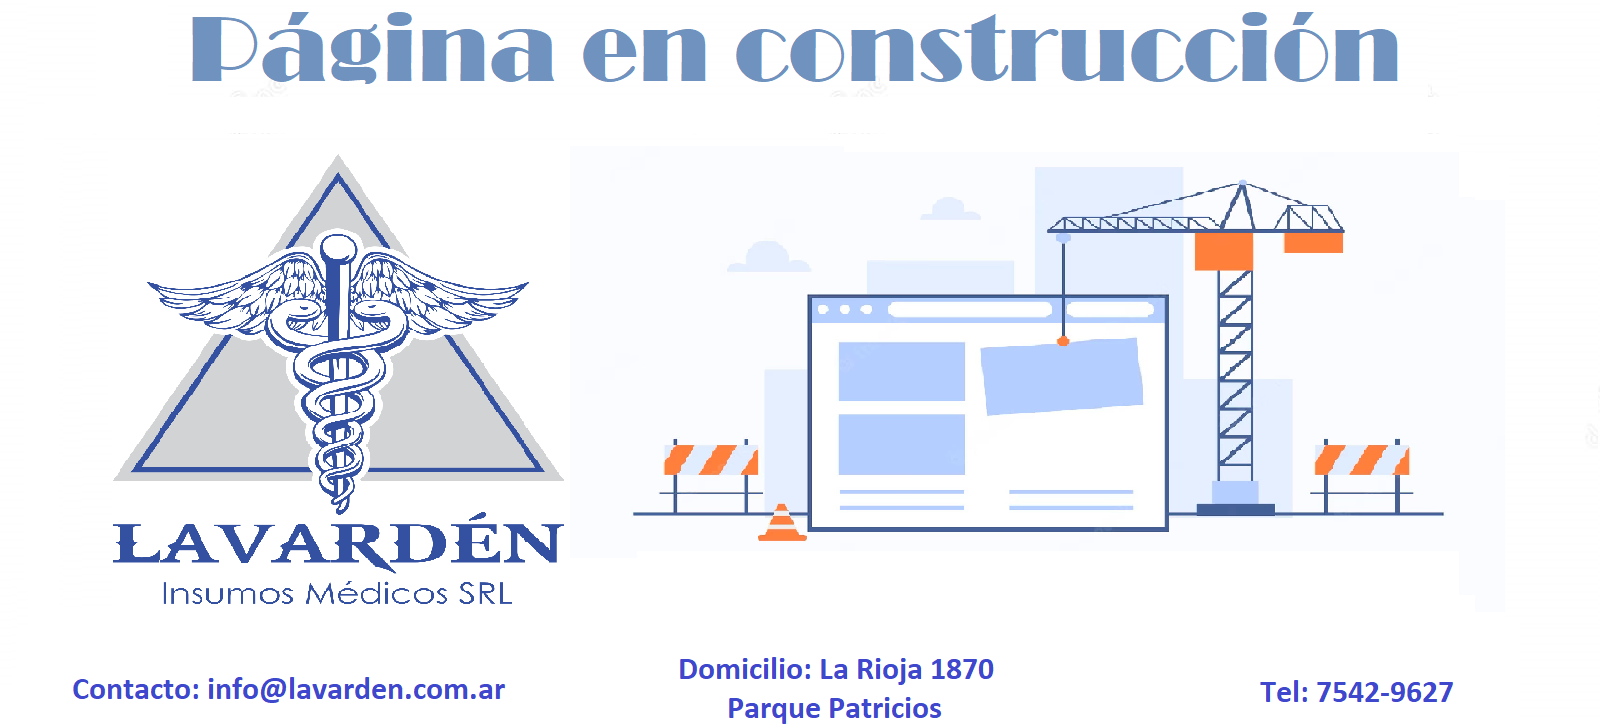 Página en construcción
LAVARDÉN
Insumos Médicos SRL
Contacto: info@lavarden.com.ar
Domicilio: La Rioja 1870
Parque Patricios
Tel: 7542-9627